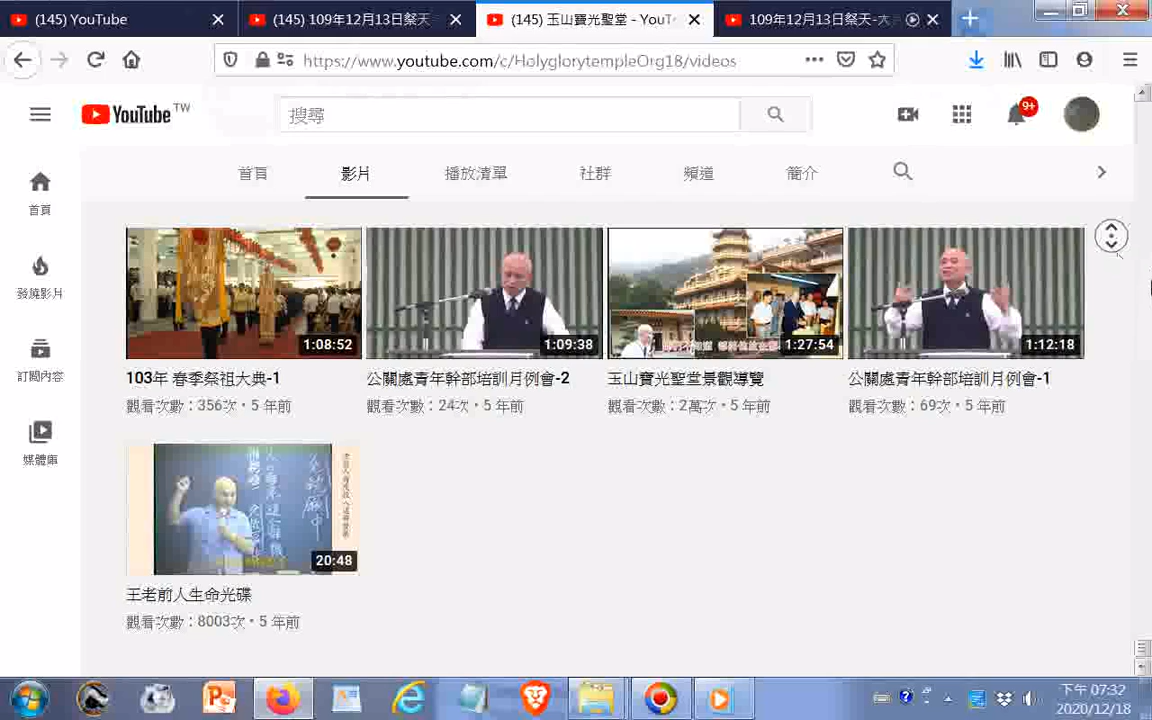 (145) YouTube
(145) 109年12月13日祭天
(145) 玉山寶光聖堂 - YouT
109年12月13日祭天-大
https://www.youtube.com/c/HolyglorytempleOrg18/videos
YouTube TW
搜尋
9+
首頁
影片
播放清單
社群
頻道
簡介
首頁
發燒影片
訂閱內容
媒體庫
1:08:52
1:09:38
1:27:54
1:12:18
103年 春季祭祖大典-1
公關處青年幹部培訓月例會-2
玉山寶光聖堂景觀導覽
公關處青年幹部培訓月例會-1
觀看次數：356次・5 年前
觀看次數：24次・5 年前
觀看次數：2萬次・5 年前
觀看次數：69次・5 年前
20:48
王老前人生命光碟
觀看次數：8003次・5 年前
下午 07:32
2020/12/18